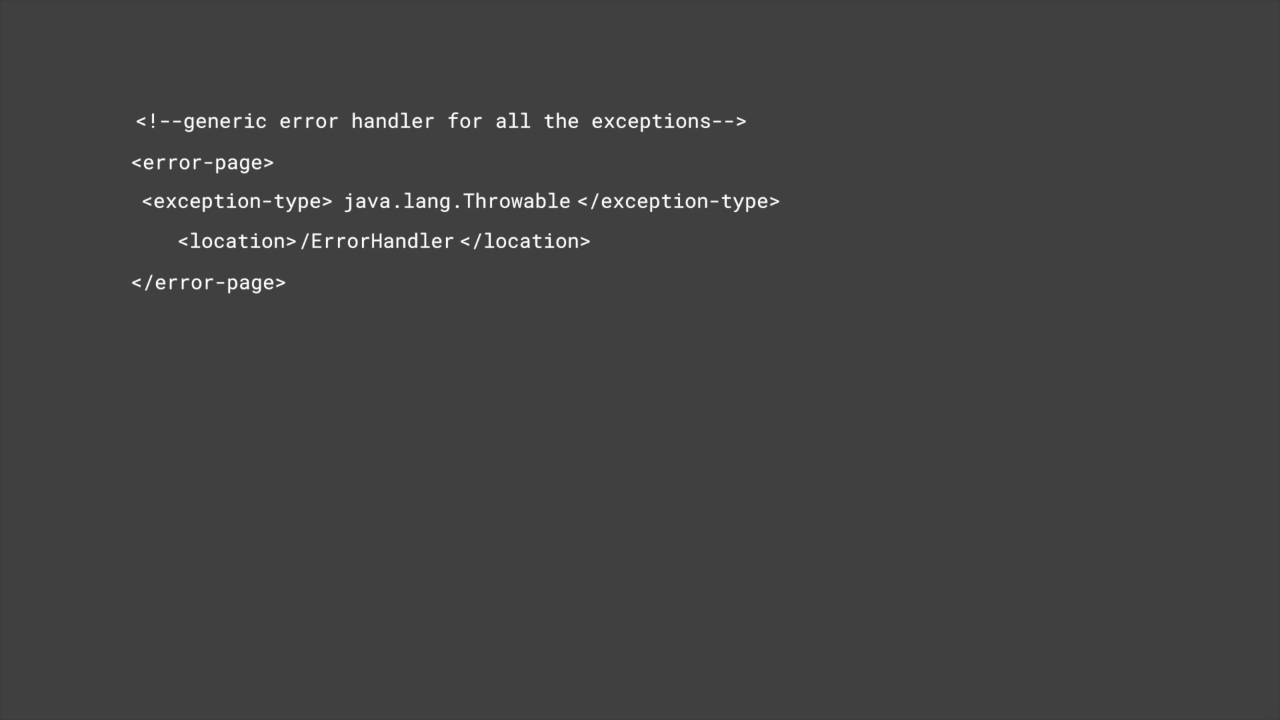 <!--generic error handler for all the exceptions-->
<error-page>
<exception-type> java.lang.Throwable </exception-type>
<location>/ErrorHandler </location>
</error-page>